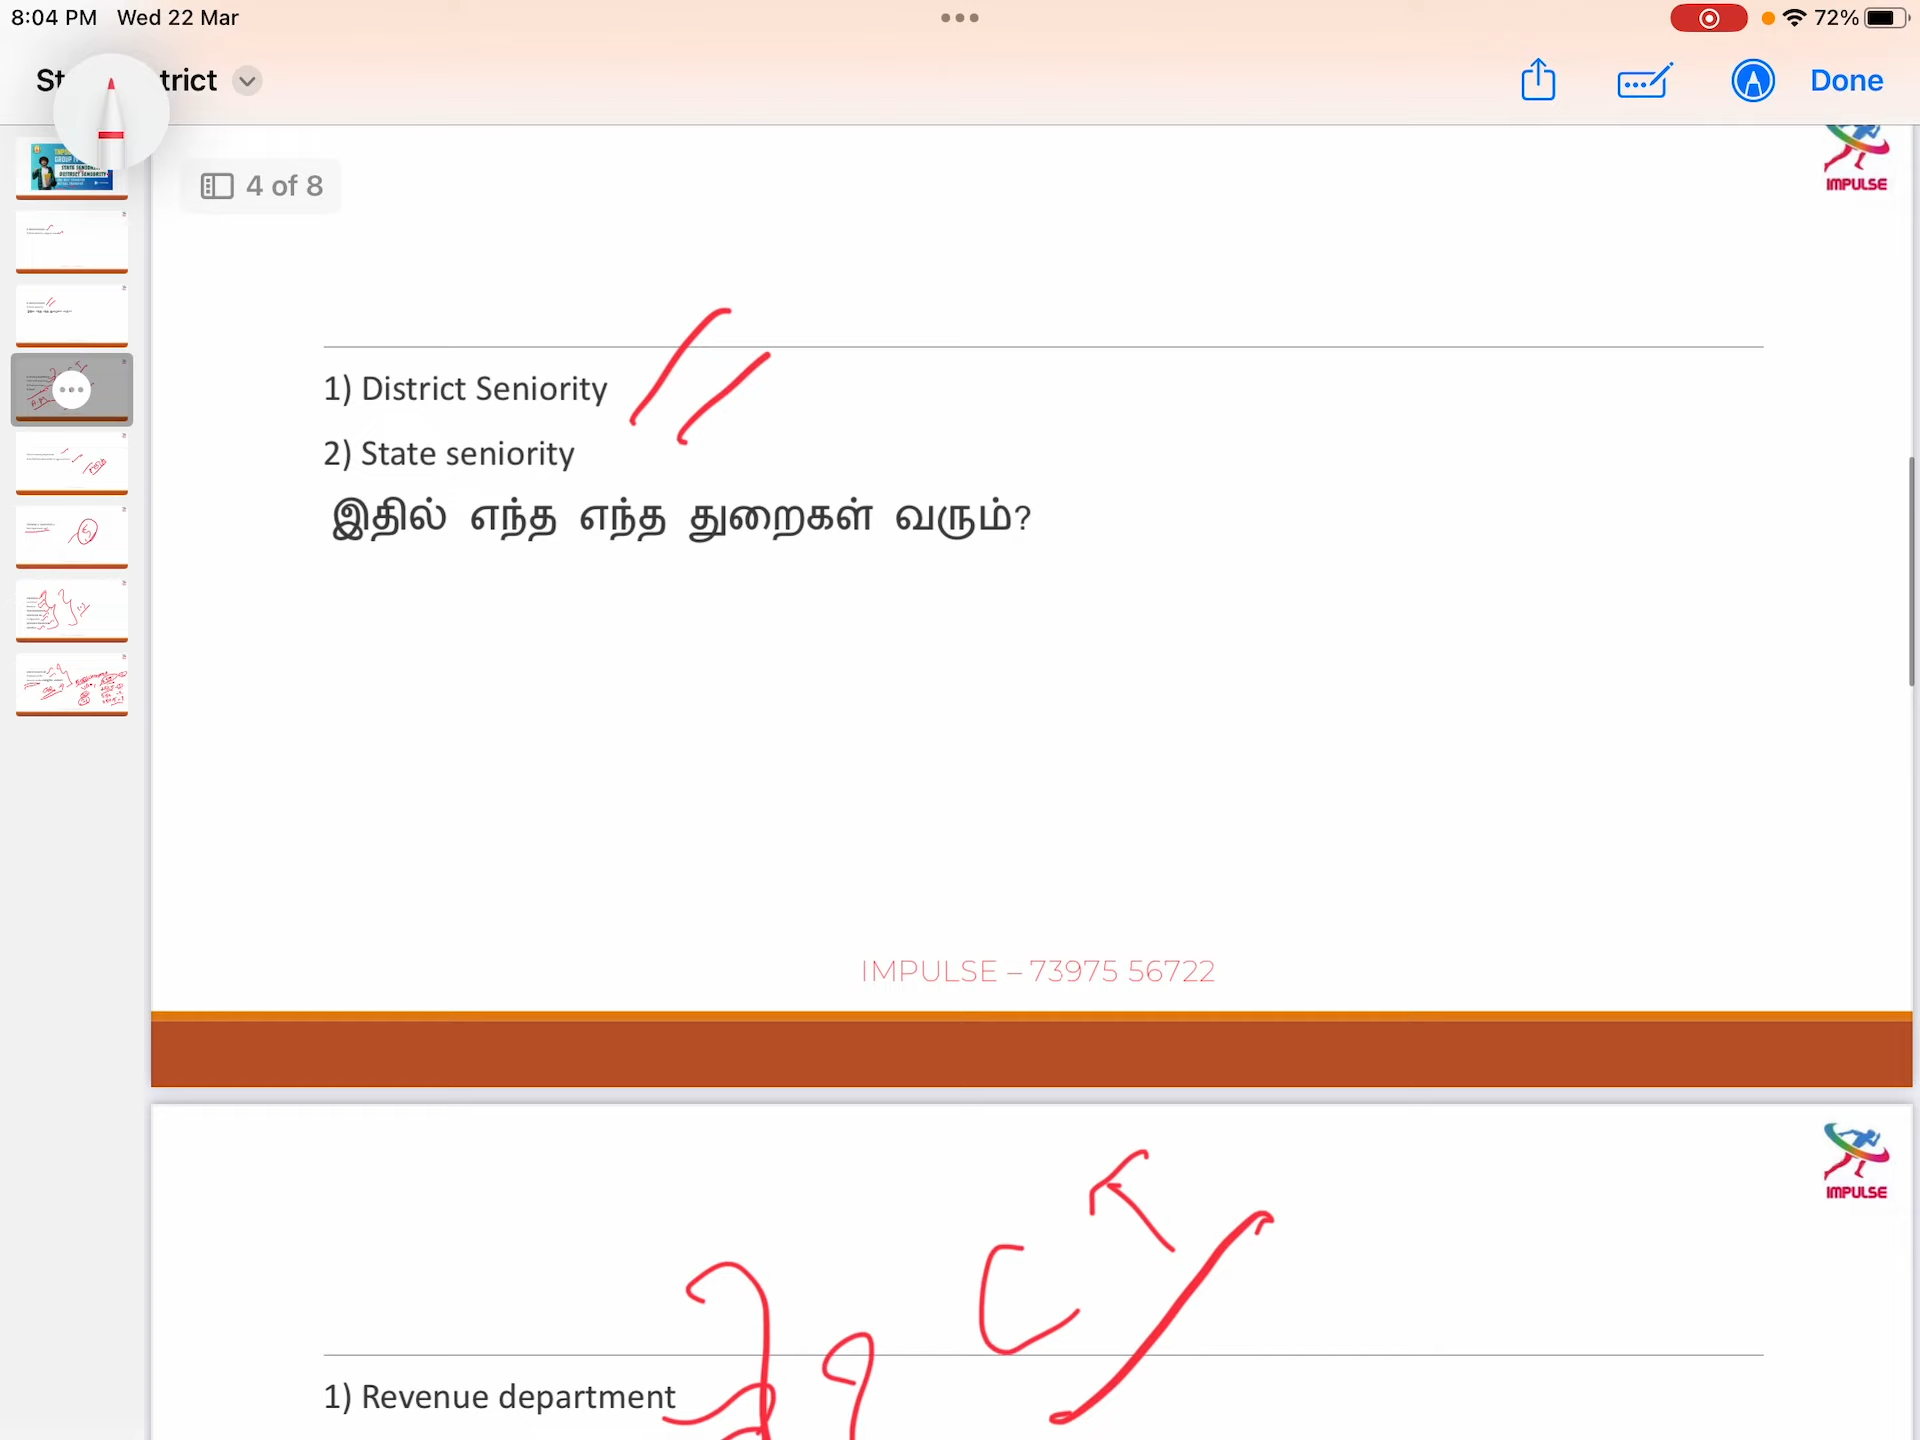 8:04 PM Wed 22 Mar
72%
St trict
Done
4 of 8
IMPULSE
1) District Seniority
2) State seniority
இதில் எந்த எந்த துறைகள் வரும்?
IMPULSE – 73975 56722
IMPULSE
1) Revenue department